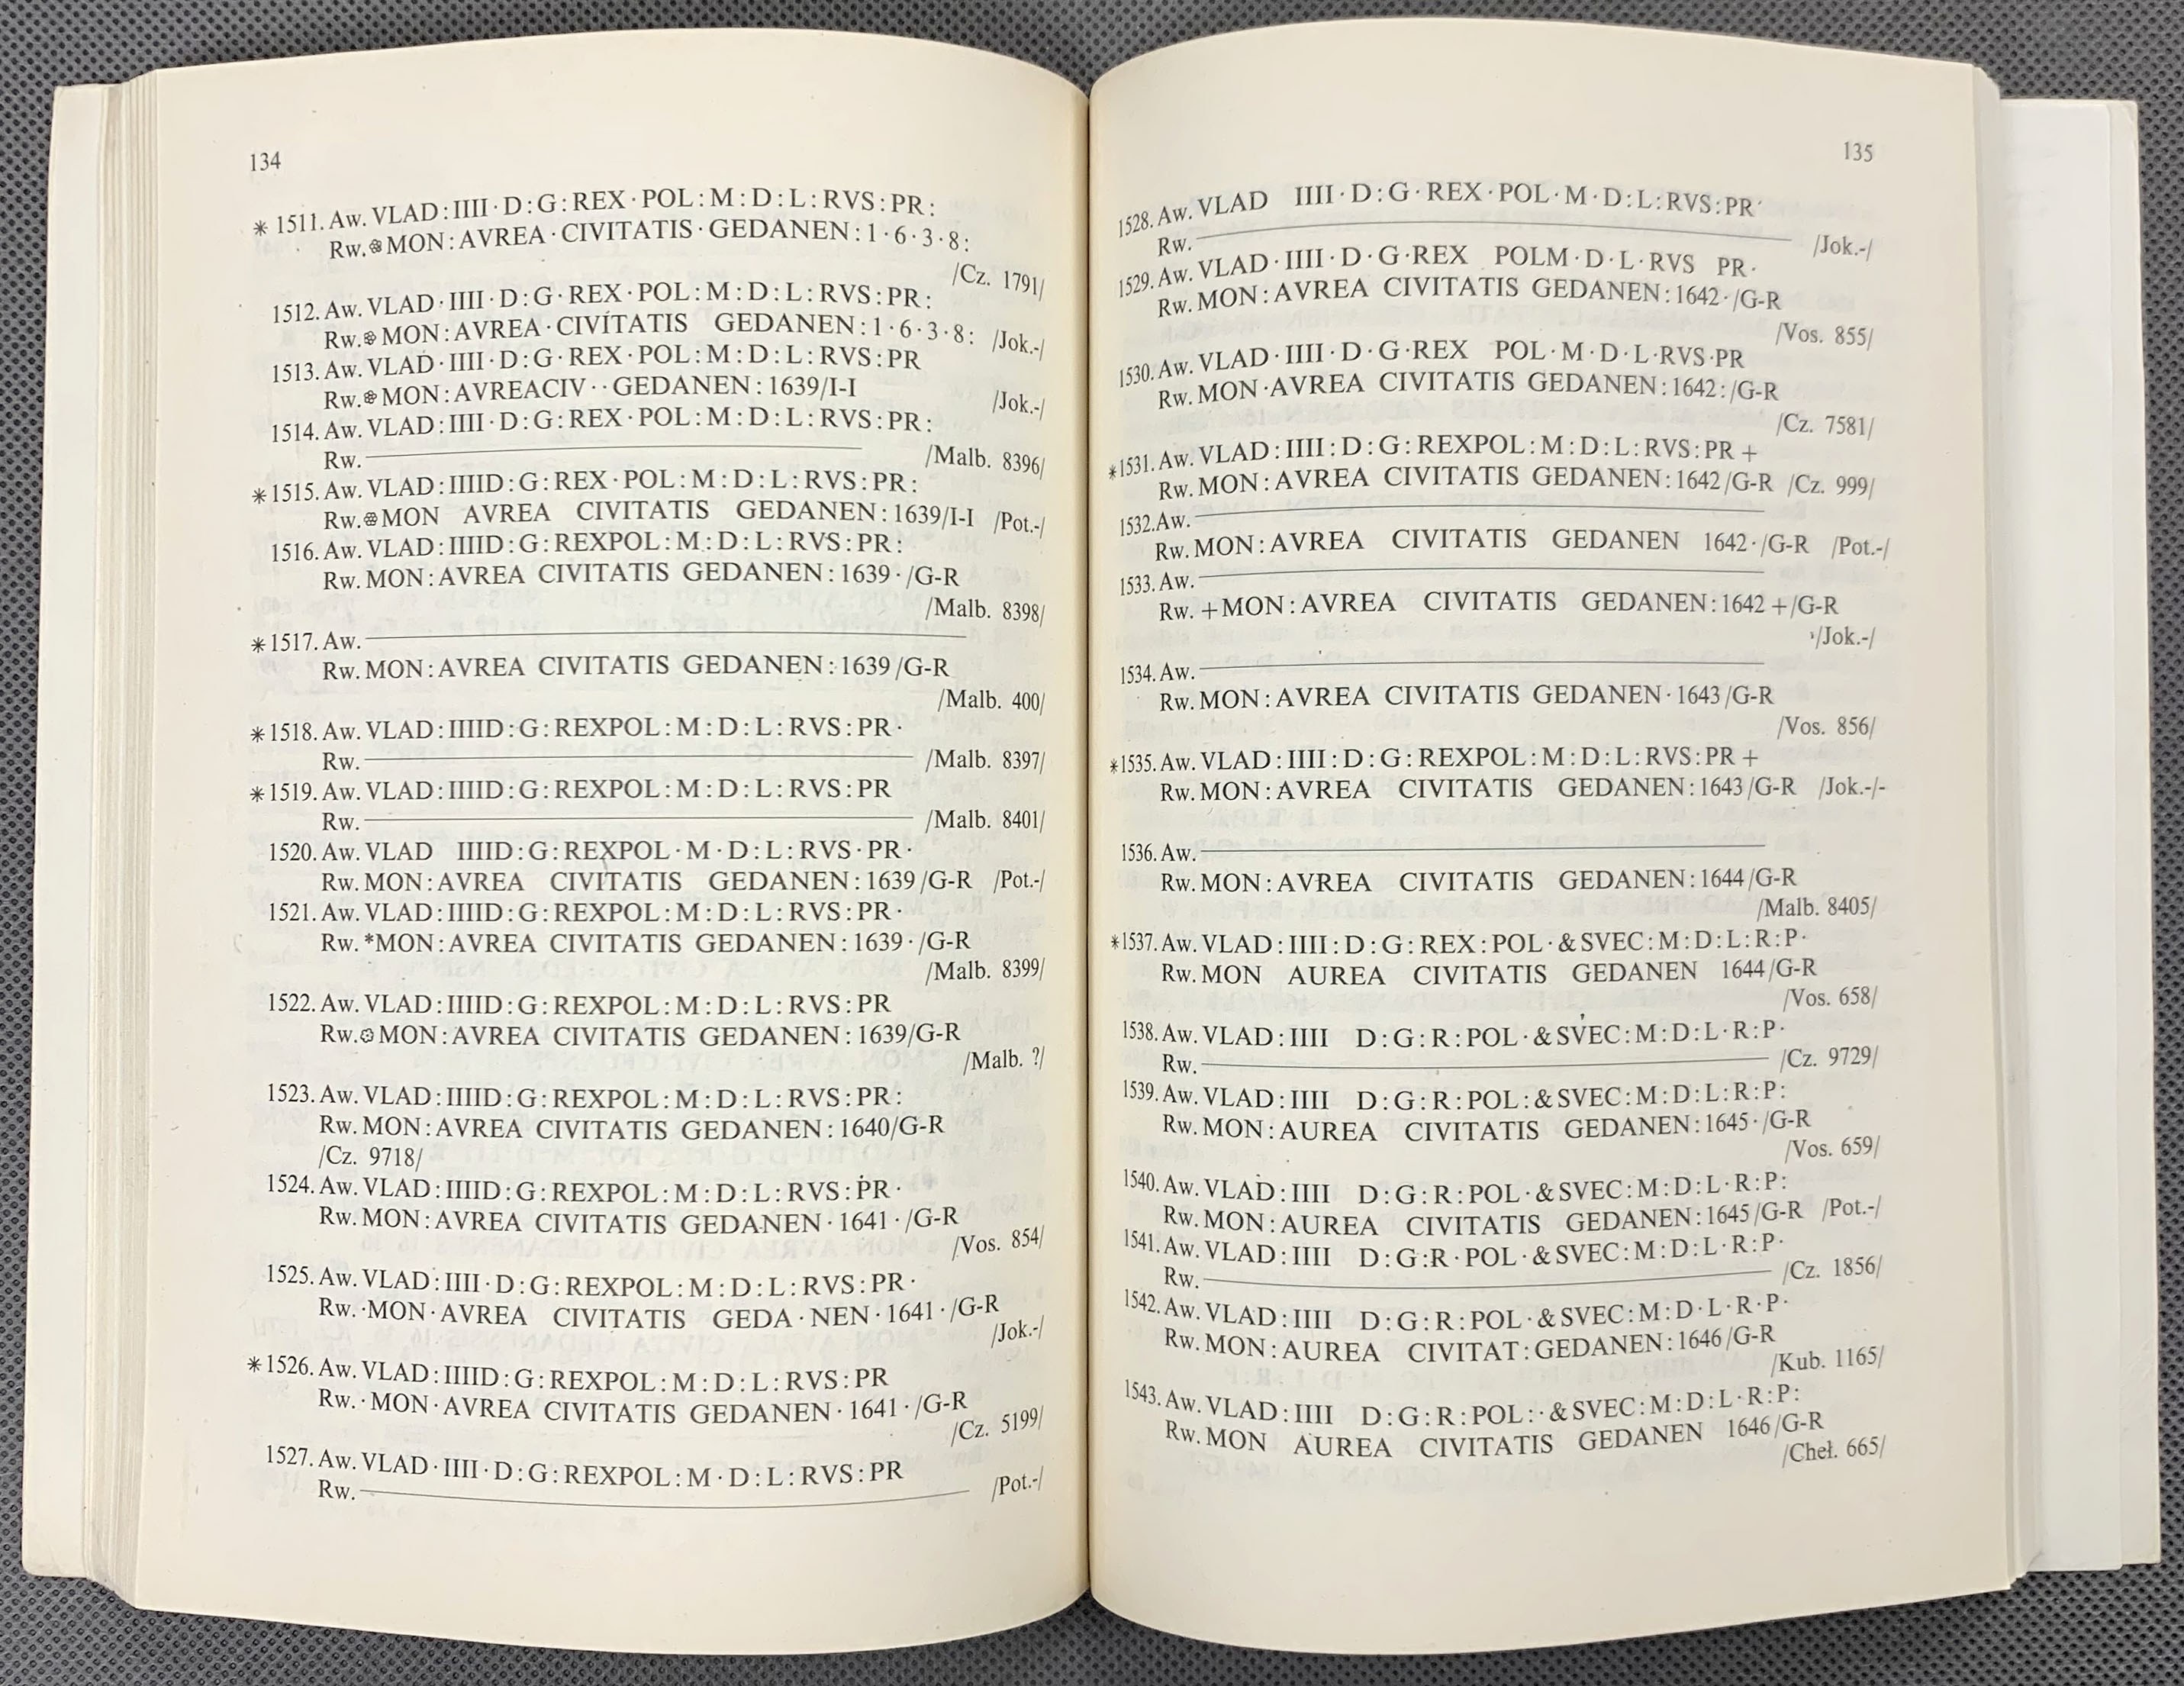 134
* 1511. Aw. VLAD:IIII·D:G:REX·POL:M:D:L:RVS:PR:
Rw.❀MON:AVREA·CIVITATIS·GEDANEN:1·6·3·8:
/Cz. 1791/
1512. Aw. VLAD·IIII·D:G·REX·POL:M:D:L:RVS:PR:
Rw.❀MON:AVREA·CIVITATIS GEDANEN:1·6·3·8: /Jok.-/
1513. Aw. VLAD·IIII·D:G·REX·POL:M:D:L:RVS:PR
Rw.❀MON:AVREACIV··GEDANEN:1639/I-I /Jok.-/
1514. Aw. VLAD:IIII·D:G:REX·POL:M:D:L:RVS:PR:
Rw. ——— /Malb. 8396/
* 1515. Aw. VLAD:IIIID:G:REX·POL:M:D:L:RVS:PR:
Rw.❀MON AVREA CIVITATIS GEDANEN:1639/I-I /Pot.-/
1516. Aw. VLAD:IIIID:G:REXPOL:M:D:L:RVS:PR:
Rw. MON:AVREA CIVITATIS GEDANEN:1639·/G-R
/Malb. 8398/
* 1517. Aw. ———
Rw. MON:AVREA CIVITATIS GEDANEN:1639/G-R
/Malb. 400/
* 1518. Aw. VLAD:IIIID:G:REXPOL:M:D:L:RVS:PR·
Rw. ——— /Malb. 8397/
* 1519. Aw. VLAD:IIIID:G:REXPOL:M:D:L:RVS:PR
Rw. ——— /Malb. 8401/
1520. Aw. VLAD IIIID:G:REXPOL·M·D:L:RVS·PR·
Rw. MON:AVREA CIVITATIS GEDANEN:1639/G-R /Pot.-/
1521. Aw. VLAD:IIIID:G:REXPOL:M:D:L:RVS:PR·
Rw. *MON:AVREA CIVITATIS GEDANEN:1639·/G-R
/Malb. 8399/
1522. Aw. VLAD:IIIID:G:REXPOL:M:D:L:RVS:PR
Rw.❀MON:AVREA CIVITATIS GEDANEN:1639/G-R
/Malb. ?/
1523. Aw. VLAD:IIIID:G:REXPOL:M:D:L:RVS:PR:
Rw. MON:AVREA CIVITATIS GEDANEN:1640/G-R
/Cz. 9718/
1524. Aw. VLAD:IIIID:G:REXPOL:M:D:L:RVS:PR·
Rw. MON:AVREA CIVITATIS GEDANEN·1641·/G-R
/Vos. 854/
1525. Aw. VLAD:IIII·D:G:REXPOL:M:D:L:RVS:PR·
Rw. ·MON·AVREA CIVITATIS GEDA·NEN·1641·/G-R
/Jok.-/
* 1526. Aw. VLAD:IIIID:G:REXPOL:M:D:L:RVS:PR
Rw. ·MON·AVREA CIVITATIS GEDANEN·1641·/G-R
/Cz. 5199/
1527. Aw. VLAD·IIII·D:G:REXPOL:M·D:L:RVS:PR
Rw. ——— /Pot.-/
135
1528. Aw. VLAD IIII·D:G·REX·POL·M·D:L:RVS:PR·
Rw. ——— /Jok.-/
1529. Aw. VLAD·IIII·D·G·REX POLM·D·L·RVS PR·
Rw. MON:AVREA CIVITATIS GEDANEN:1642·/G-R
/Vos. 855/
1530. Aw. VLAD·IIII·D·G·REX POL·M·D·L·RVS·PR
Rw. MON·AVREA CIVITATIS GEDANEN:1642:/G-R
/Cz. 7581/
*1531. Aw. VLAD:IIII:D:G:REXPOL:M:D:L:RVS:PR+
Rw. MON:AVREA CIVITATIS GEDANEN:1642/G-R /Cz. 999/
1532. Aw. ———
Rw. MON:AVREA CIVITATIS GEDANEN 1642·/G-R /Pot.-/
1533. Aw. ———
Rw. +MON:AVREA CIVITATIS GEDANEN:1642+/G-R
/Jok.-/
1534. Aw. ———
Rw. MON:AVREA CIVITATIS GEDANEN·1643/G-R
/Vos. 856/
*1535. Aw. VLAD:IIII:D:G:REXPOL:M:D:L:RVS:PR+
Rw. MON:AVREA CIVITATIS GEDANEN:1643/G-R /Jok.-/-
1536. Aw. ———
Rw. MON:AVREA CIVITATIS GEDANEN:1644/G-R
/Malb. 8405/
*1537. Aw. VLAD:IIII:D:G:REX:POL·&SVEC:M:D:L:R:P·
Rw. MON AUREA CIVITATIS GEDANEN 1644/G-R
/Vos. 658/
1538. Aw. VLAD:IIII D:G:R:POL·&SVEC:M:D:L·R:P·
Rw. ——— /Cz. 9729/
1539. Aw. VLAD:IIII D:G:R:POL:&SVEC:M:D:L:R:P:
Rw. MON:AUREA CIVITATIS GEDANEN:1645·/G-R
/Vos. 659/
1540. Aw. VLAD:IIII D:G:R:POL·&SVEC:M:D:L·R:P:
Rw. MON:AUREA CIVITATIS GEDANEN:1645/G-R /Pot.-/
1541. Aw. VLAD:IIII D:G:R·POL·&SVEC:M:D:L·R:P·
Rw. ——— /Cz. 1856/
1542. Aw. VLAD:IIII D:G:R:POL·&SVEC:M:D·L·R·P·
Rw. MON:AUREA CIVITAT:GEDANEN:1646/G-R
/Kub. 1165/
1543. Aw. VLAD:IIII D:G:R:POL:·&SVEC:M:D:L·R:P:
Rw. MON AUREA CIVITATIS GEDANEN 1646/G-R
/Cheł. 665/